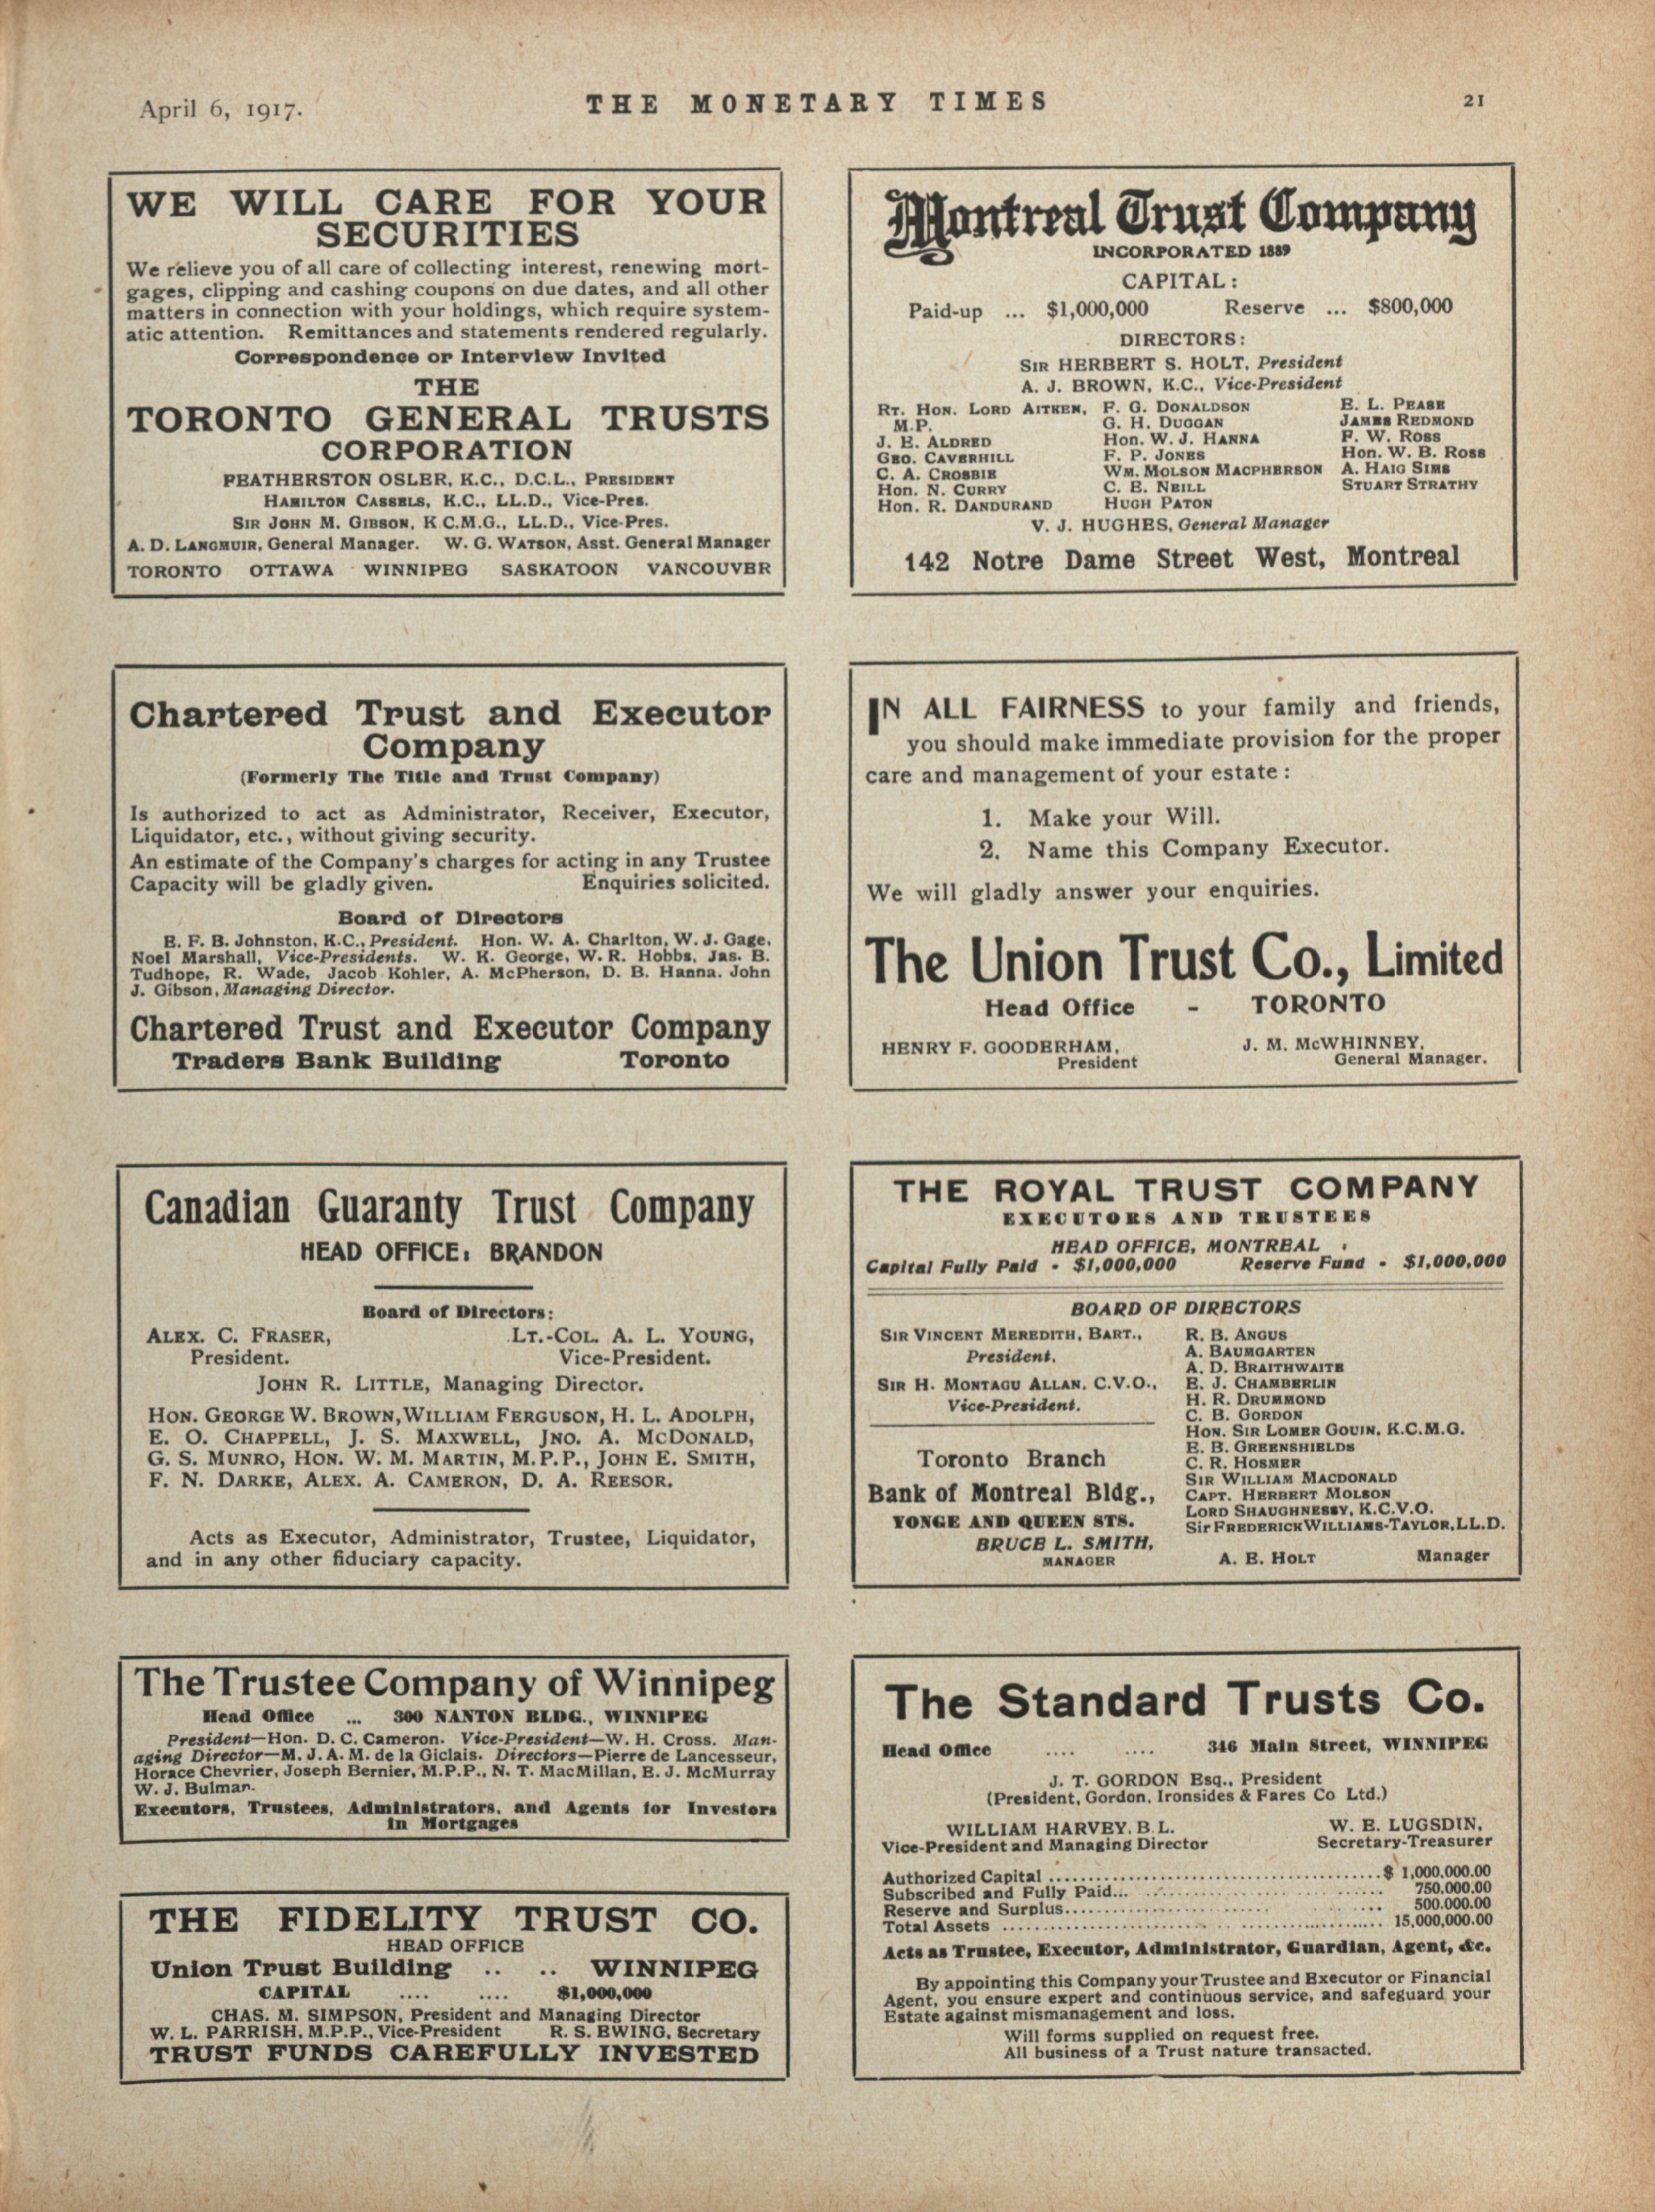 April 6, 1917.
THE MONETARY TIMES
21
WE WILL CARE FOR YOUR
SECURITIES
We relieve you of all care of collecting interest, renewing mort-
gages, clipping and cashing coupons on due dates, and all other
matters in connection with your holdings, which require system-
atic attention. Remittances and statements rendered regularly.
Correspondence or Interview Invited
THE
TORONTO GENERAL TRUSTS
CORPORATION
FEATHERSTON OSLER, K.C., D.C.L., PRESIDENT
HAMILTON CASSELS, K.C., LL.D., Vice-Pres.
SIR JOHN M. GIBSON, K.C.M.G., LL.D., Vice-Pres.
A. D. LANGMUIR, General Manager. W. G. WATSON, Asst. General Manager
TORONTO OTTAWA WINNIPEG SASKATOON VANCOUVER
Montreal Trust Company
INCORPORATED 1889
CAPITAL:
Paid-up ... $1,000,000 Reserve ... $800,000
DIRECTORS:
SIR HERBERT S. HOLT, President
A. J. BROWN, K.C., Vice-President
RT. HON. LORD AITKEN,
M.P.
J. E. ALDRED
GEO. CAVERHILL
C. A. CROSBIE
Hon. N. CURRY
Hon. R. DANDURAND
F. G. DONALDSON
G. H. DUGGAN
Hon. W. J. HANNA
F. P. JONES
WM. MOLSON MACPHERSON
C. E. NEILL
HUGH PATON
E. L. PEASE
JAMES REDMOND
F. W. ROSS
Hon. W. B. ROSS
A. HAIG SIMS
STUART STRATHY
V. J. HUGHES, General Manager
142 Notre Dame Street West, Montreal
Chartered Trust and Executor
Company
(Formerly The Title and Trust Company)
Is authorized to act as Administrator, Receiver, Executor,
Liquidator, etc., without giving security.
An estimate of the Company's charges for acting in any Trustee
Capacity will be gladly given. Enquiries solicited.
Board of Directors
E. F. B. Johnston, K.C., President. Hon. W. A. Charlton, W. J. Gage,
Noel Marshall, Vice-Presidents. W. K. George, W. R. Hobbs, Jas. B.
Tudhope, R. Wade, Jacob Kohler, A. McPherson, D. B. Hanna. John
J. Gibson, Managing Director.
Chartered Trust and Executor Company
Traders Bank Building Toronto
IN ALL FAIRNESS to your family and friends,
you should make immediate provision for the proper
care and management of your estate:
1. Make your Will.
2. Name this Company Executor.
We will gladly answer your enquiries.
The Union Trust Co., Limited
Head Office - TORONTO
HENRY F. GOODERHAM,
President
J. M. McWHINNEY,
General Manager.
Canadian Guaranty Trust Company
HEAD OFFICE: BRANDON
Board of Directors:
ALEX. C. FRASER,
President.
LT.-COL. A. L. YOUNG,
Vice-President.
JOHN R. LITTLE, Managing Director.
HON. GEORGE W. BROWN, WILLIAM FERGUSON, H. L. ADOLPH,
E. O. CHAPPELL, J. S. MAXWELL, JNO. A. MCDONALD,
G. S. MUNRO, HON. W. M. MARTIN, M.P.P., JOHN E. SMITH,
F. N. DARKE, ALEX. A. CAMERON, D. A. REESOR.
Acts as Executor, Administrator, Trustee, Liquidator,
and in any other fiduciary capacity.
THE ROYAL TRUST COMPANY
EXECUTORS AND TRUSTEES
HEAD OFFICE, MONTREAL
Capital Fully Paid - $1,000,000 Reserve Fund - $1,000,000
BOARD OF DIRECTORS
SIR VINCENT MEREDITH, BART.,
President.
SIR H. MONTAGU ALLAN, C.V.O.,
Vice-President.
Toronto Branch
Bank of Montreal Bldg.,
YONGE AND QUEEN STS.
BRUCE L. SMITH,
MANAGER
R. B. ANGUS
A. BAUMGARTEN
A. D. BRAITHWAITE
E. J. CHAMBERLIN
H. R. DRUMMOND
C. B. GORDON
HON. SIR LOMER GOUIN, K.C.M.G.
E. B. GREENSHIELDS
C. R. HOSMER
SIR WILLIAM MACDONALD
CAPT. HERBERT MOLSON
LORD SHAUGHNESSY, K.C.V.O.
Sir FREDERICK WILLIAMS-TAYLOR, LL.D.
A. E. HOLT Manager
The Trustee Company of Winnipeg
Head Office ... 300 NANTON BLDG., WINNIPEG
President—Hon. D. C. Cameron. Vice-President—W. H. Cross. Man-
aging Director—M. J. A. M. de la Giclais. Directors—Pierre de Lancesseur,
Horace Chevrier, Joseph Bernier, M.P.P., N. T. MacMillan, E. J. McMurray
W. J. Bulman.
Executors, Trustees, Administrators, and Agents for Investors
in Mortgages
THE FIDELITY TRUST CO.
HEAD OFFICE
Union Trust Building .. .. WINNIPEG
CAPITAL .... .... $1,000,000
CHAS. M. SIMPSON, President and Managing Director
W. L. PARRISH, M.P.P., Vice-President R. S. EWING, Secretary
TRUST FUNDS CAREFULLY INVESTED
The Standard Trusts Co.
Head Office .... .... 346 Main Street, WINNIPEG
J. T. GORDON Esq., President
(President, Gordon, Ironsides & Fares Co Ltd.)
WILLIAM HARVEY, B.L.
Vice-President and Managing Director
W. E. LUGSDIN,
Secretary-Treasurer
Authorized Capital .... $ 1,000,000.00
Subscribed and Fully Paid... 750,000.00
Reserve and Surplus.... 500.000.00
Total Assets .... 15,000,000.00
Acts as Trustee, Executor, Administrator, Guardian, Agent, &c.
By appointing this Company your Trustee and Executor or Financial
Agent, you ensure expert and continuous service, and safeguard your
Estate against mismanagement and loss.
Will forms supplied on request free.
All business of a Trust nature transacted.